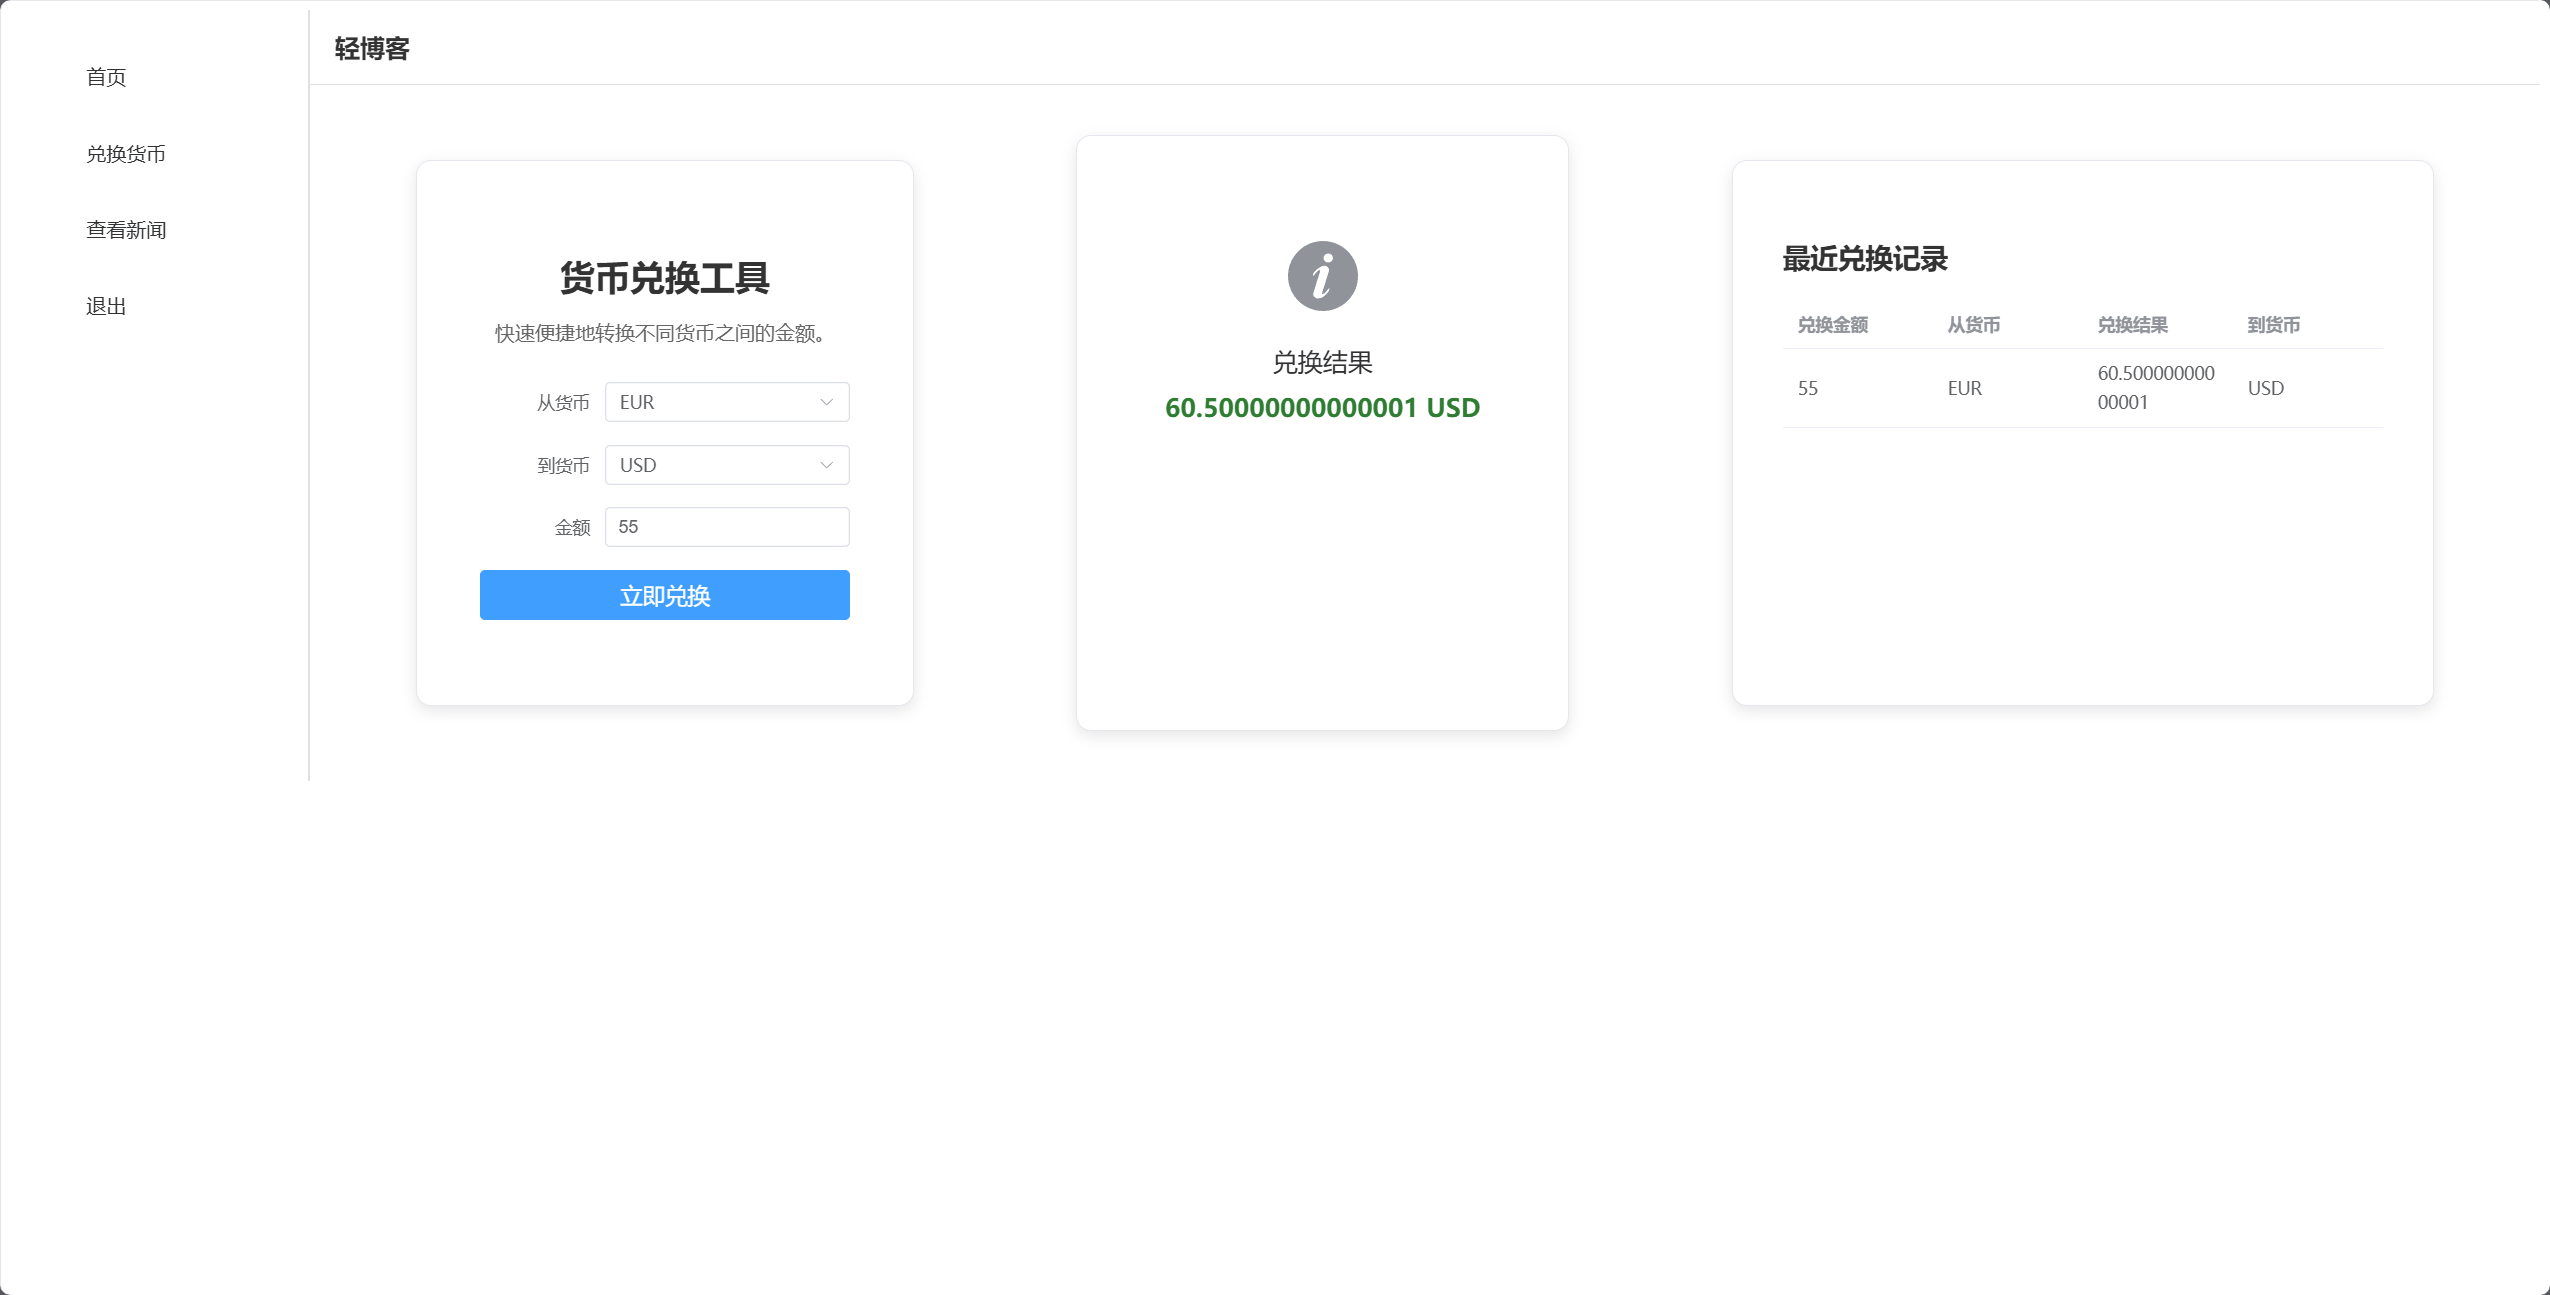 首页
兑换货币
查看新闻
退出
轻博客
货币兑换工具
快速便捷地转换不同货币之间的金额。
从货币 EUR
到货币 USD
金额 55
立即兑换
兑换结果
60.50000000000001 USD
最近兑换记录
兑换金额 从货币 兑换结果 到货币
55 EUR 60.500000000 USD
00001